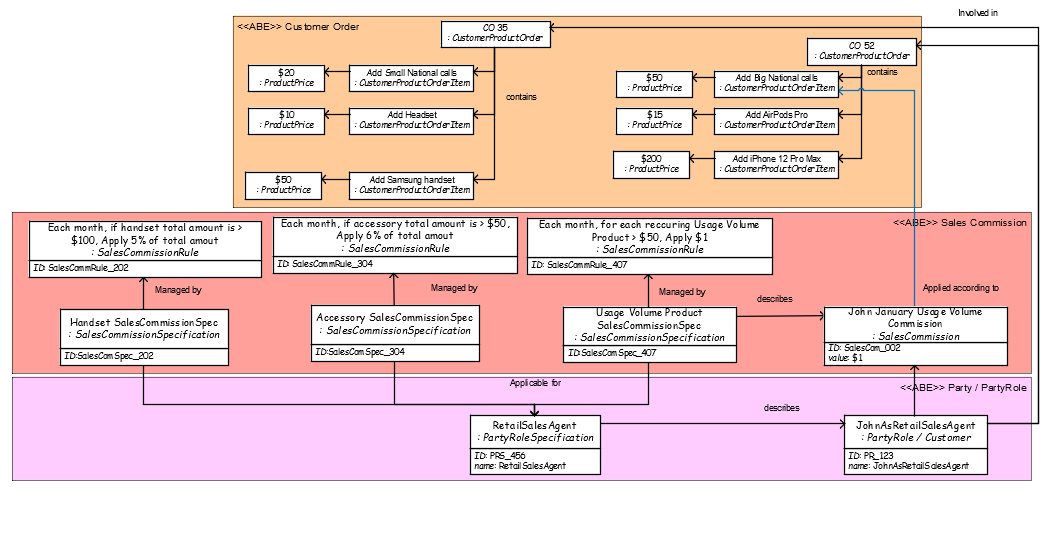 Involved in
<<ABE>> Customer Order
CO 35
: CustomerProductOrder
CO 52
: CustomerProductOrder
contains
$20
: ProductPrice
Add Small National calls
: CustomerProductOrderItem
$50
: ProductPrice
Add Big National calls
: CustomerProductOrderItem
contains
$10
: ProductPrice
Add Headset
: CustomerProductOrderItem
$15
: ProductPrice
Add AirPods Pro
: CustomerProductOrderItem
$200
: ProductPrice
Add iPhone 12 Pro Max
: CustomerProductOrderItem
$50
: ProductPrice
Add Samsung handset
: CustomerProductOrderItem
<<ABE>> Sales Commission
Each month, if handset total amount is >
$100, Apply 5% of total amout
: SalesCommissionRule
ID: SalesCommRule_202
Each month, if accessory total amount is > $50,
Apply 6% of total amout
: SalesCommissionRule
ID: SalesCommRule_304
Each month, for each reccuring Usage Volume
Product > $50, Apply $1
: SalesCommissionRule
ID: SalesCommRule_407
Managed by
Managed by
Managed by
describes
Applied according to
Handset SalesCommissionSpec
: SalesCommissionSpecification
ID:SalesComSpec_202
Accessory SalesCommissionSpec
: SalesCommissionSpecification
ID:SalesComSpec_304
Usage Volume Product
SalesCommissionSpec
: SalesCommissionSpecification
ID:SalesComSpec_407
John January Usage Volume
Commission
: SalesCommission
ID: SalesCom_002
value: $1
<<ABE>> Party / PartyRole
Applicable for
describes
RetailSalesAgent
: PartyRoleSpecification
ID: PRS_456
name: RetailSalesAgent
JohnAsRetailSalesAgent
: PartyRole / Customer
ID: PR_123
name: JohnAsRetailSalesAgent